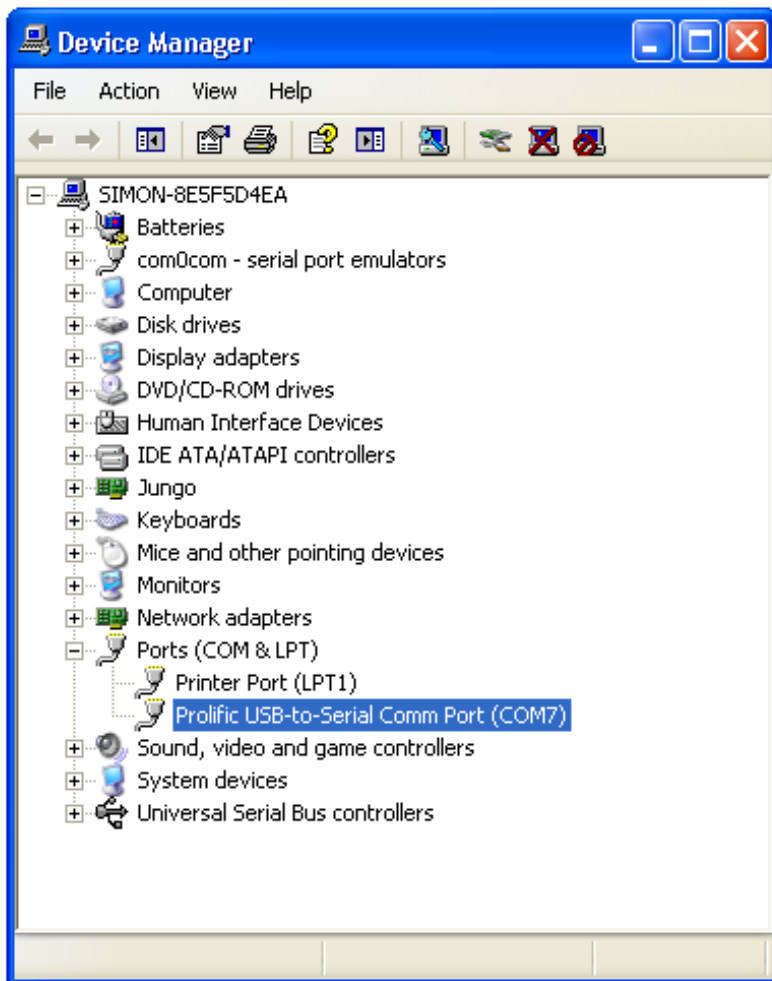 Device Manager
File Action View Help
SIMON-8E5F5D4EA
Batteries
com0com - serial port emulators
Computer
Disk drives
Display adapters
DVD/CD-ROM drives
Human Interface Devices
IDE ATA/ATAPI controllers
Jungo
Keyboards
Mice and other pointing devices
Monitors
Network adapters
Ports (COM & LPT)
Printer Port (LPT1)
Prolific USB-to-Serial Comm Port (COM7)
Sound, video and game controllers
System devices
Universal Serial Bus controllers